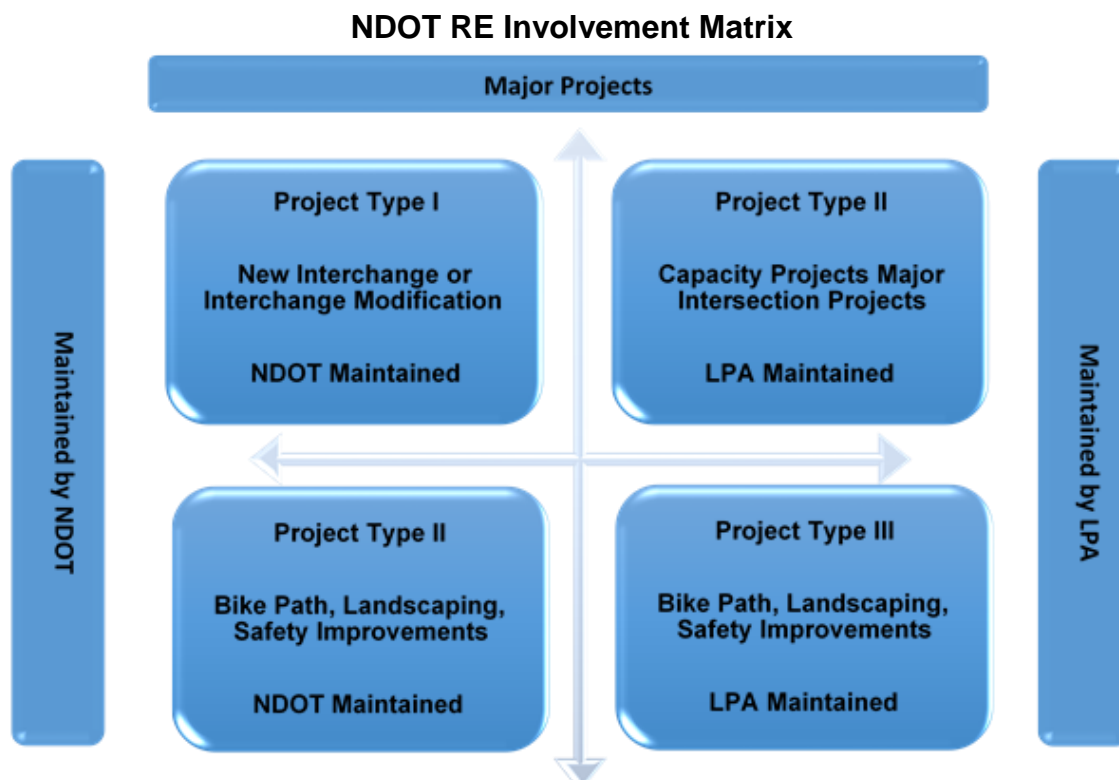 NDOT RE Involvement Matrix
Major Projects
Maintained by NDOT
Project Type I
New Interchange or
Interchange Modification
NDOT Maintained
Project Type II
Capacity Projects Major
Intersection Projects
LPA Maintained
Maintained by LPA
Project Type II
Bike Path, Landscaping,
Safety Improvements
NDOT Maintained
Project Type III
Bike Path, Landscaping,
Safety Improvements
LPA Maintained